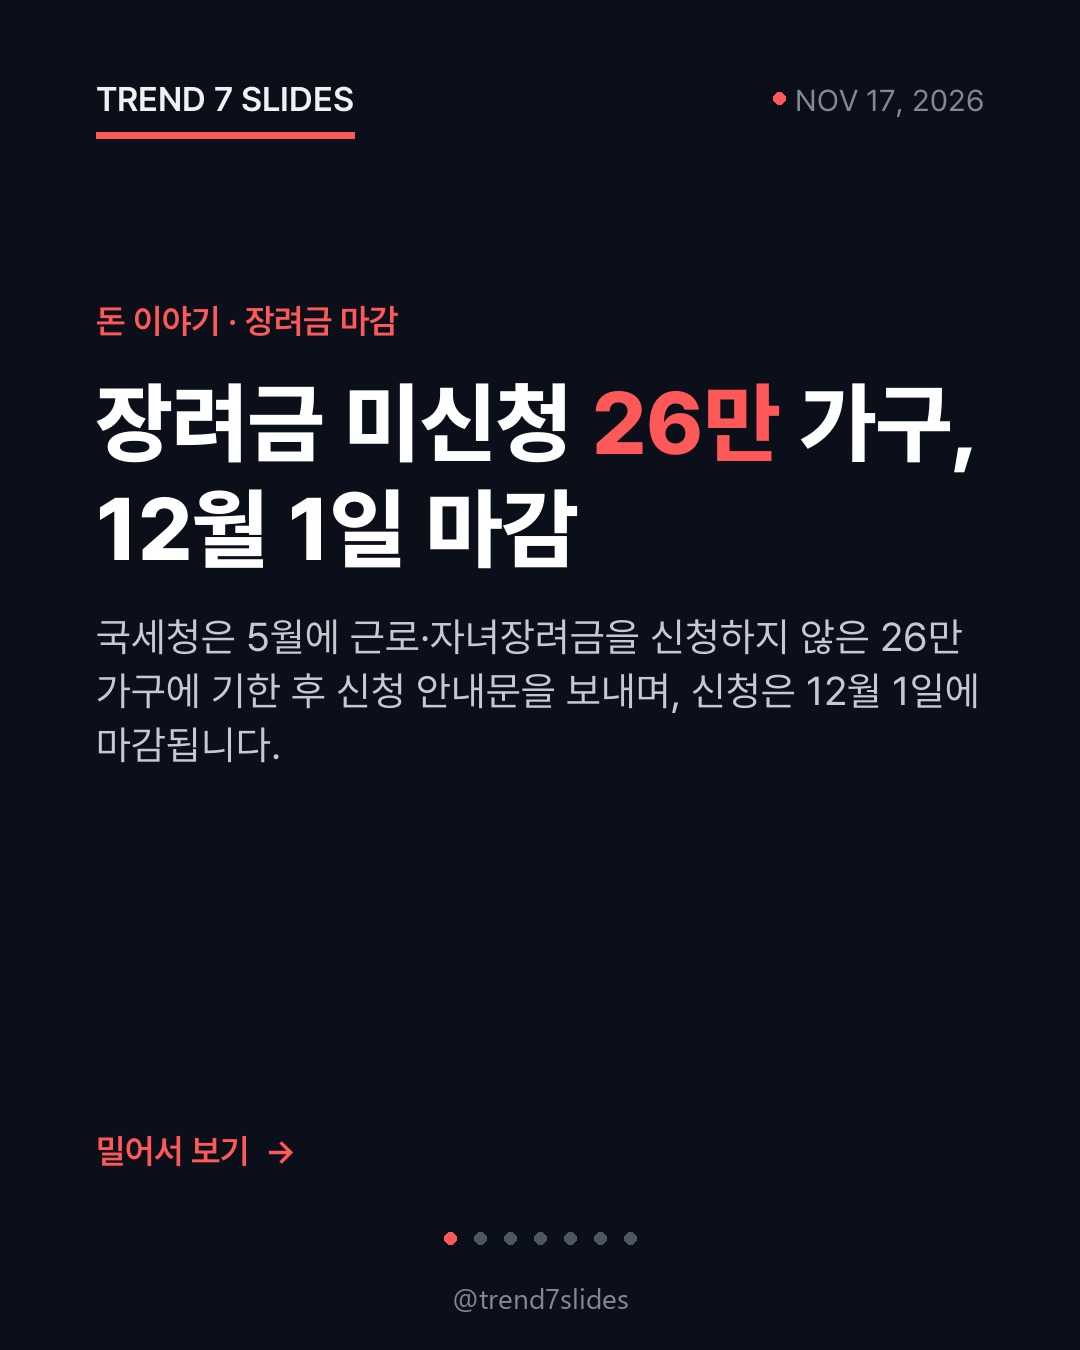 TREND 7 SLIDES
NOV 17, 2026
돈 이야기 · 장려금 마감
장려금 미신청 26만 가구,
12월 1일 마감
국세청은 5월에 근로·자녀장려금을 신청하지 않은 26만
가구에 기한 후 신청 안내문을 보내며, 신청은 12월 1일에
마감됩니다.
밀어서 보기 →
@trend7slides